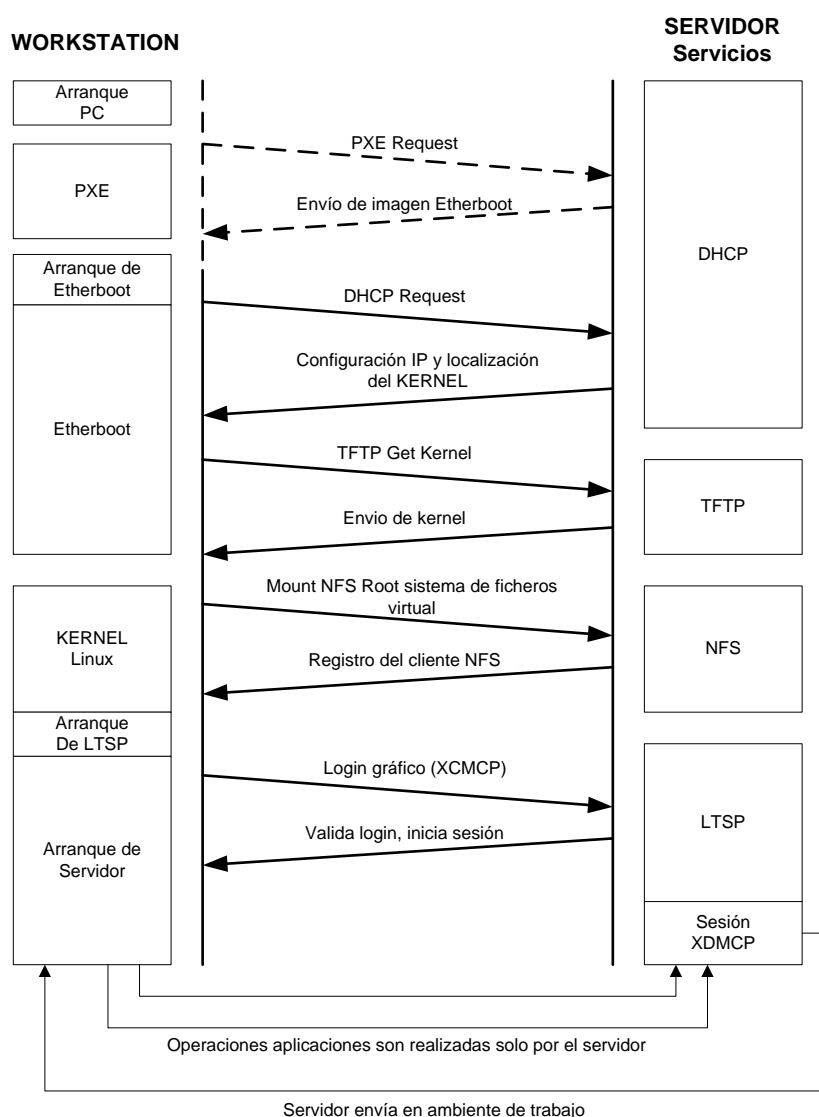 WORKSTATION
SERVIDOR
Servicios
Arranque
PC
PXE Request
PXE
Envío de imagen Etherboot
DHCP
Arranque de
Etherboot
DHCP Request
Configuración IP y localización
del KERNEL
Etherboot
TFTP Get Kernel
TFTP
Envio de kernel
Mount NFS Root sistema de ficheros
virtual
KERNEL
Linux
NFS
Registro del cliente NFS
Arranque
De LTSP
Login gráfico (XCMCP)
LTSP
Valida login, inicia sesión
Arranque de
Servidor
Sesión
XDMCP
Operaciones aplicaciones son realizadas solo por el servidor
Servidor envía en ambiente de trabajo